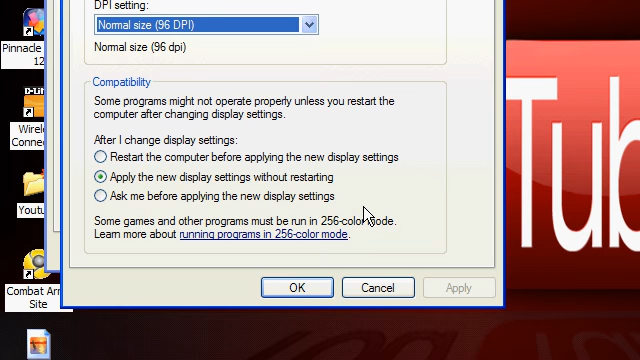 DPI setting:
Normal size (96 DPI)
Normal size (96 dpi)
Compatibility
Some programs might not operate properly unless you restart the
computer after changing display settings.
After I change display settings:
Restart the computer before applying the new display settings
Apply the new display settings without restarting
Ask me before applying the new display settings
Some games and other programs must be run in 256-color mode.
Learn more about running programs in 256-color mode.
OK
Cancel
Apply
Pinnacle
12
Wirele
Connec
Youtu
Combat Arm
Site
Tub